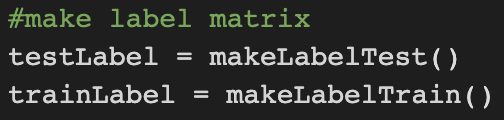 #make label matrix
testLabel = makeLabelTest()
trainLabel = makeLabelTrain()